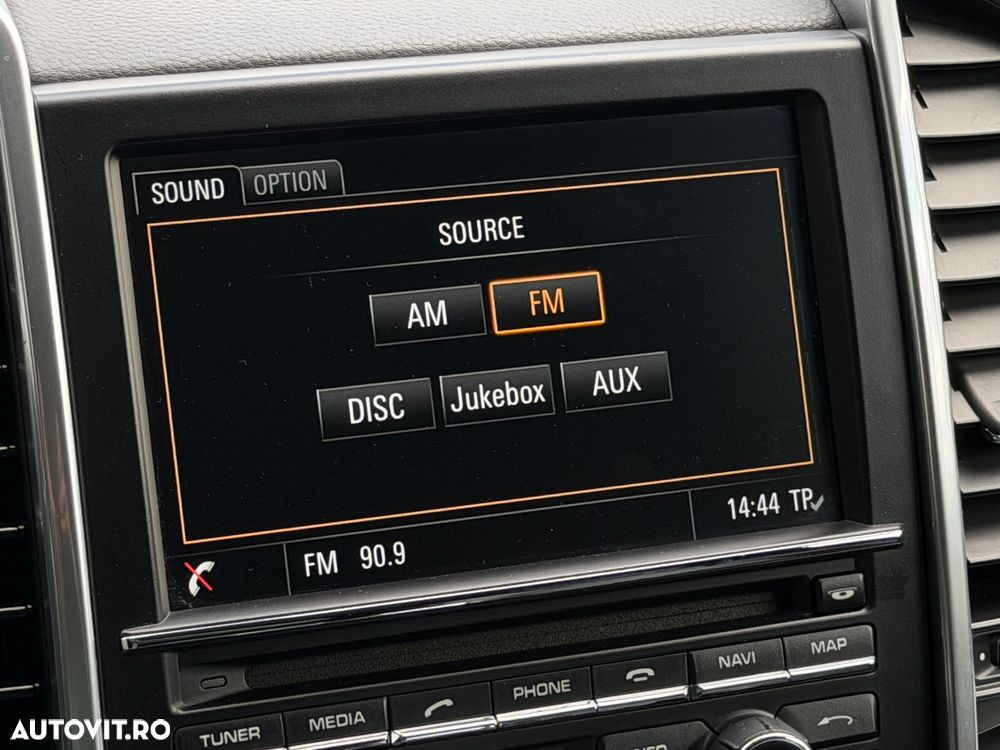 SOUND OPTION
SOURCE
AM FM
DISC Jukebox AUX
14:44 TP
FM 90.9
NAVI MAP
PHONE
TUNER MEDIA
INFO
AUTOVIT.RO